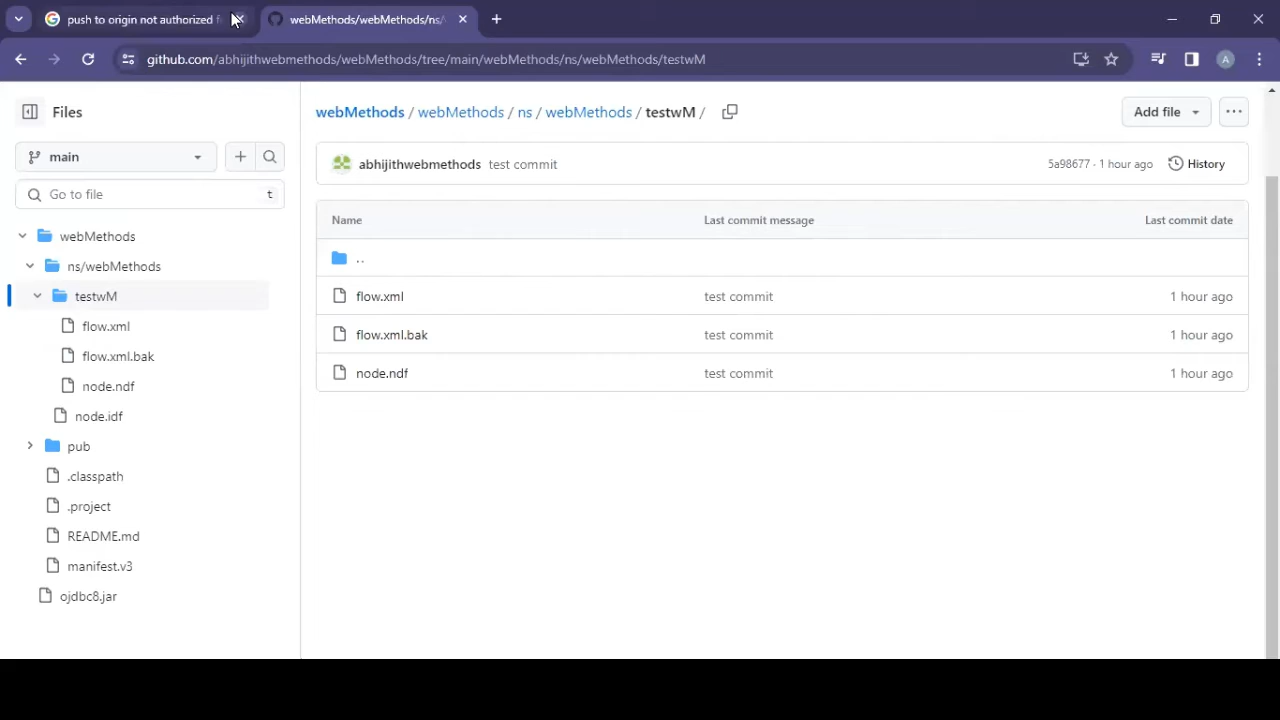 push to origin not authorized f
webMethods/webMethods/ns/
github.com/abhijithwebmethods/webMethods/tree/main/webMethods/ns/webMethods/testwM
A
Files
webMethods / webMethods / ns / webMethods / testwM /
Add file
main
abhijithwebmethods test commit
5a98677 · 1 hour ago
History
Go to file
t
Name
Last commit message
Last commit date
webMethods
..
ns/webMethods
testwM
flow.xml
test commit
1 hour ago
flow.xml
flow.xml.bak
test commit
1 hour ago
flow.xml.bak
node.ndf
test commit
1 hour ago
node.ndf
node.idf
pub
.classpath
.project
README.md
manifest.v3
ojdbc8.jar